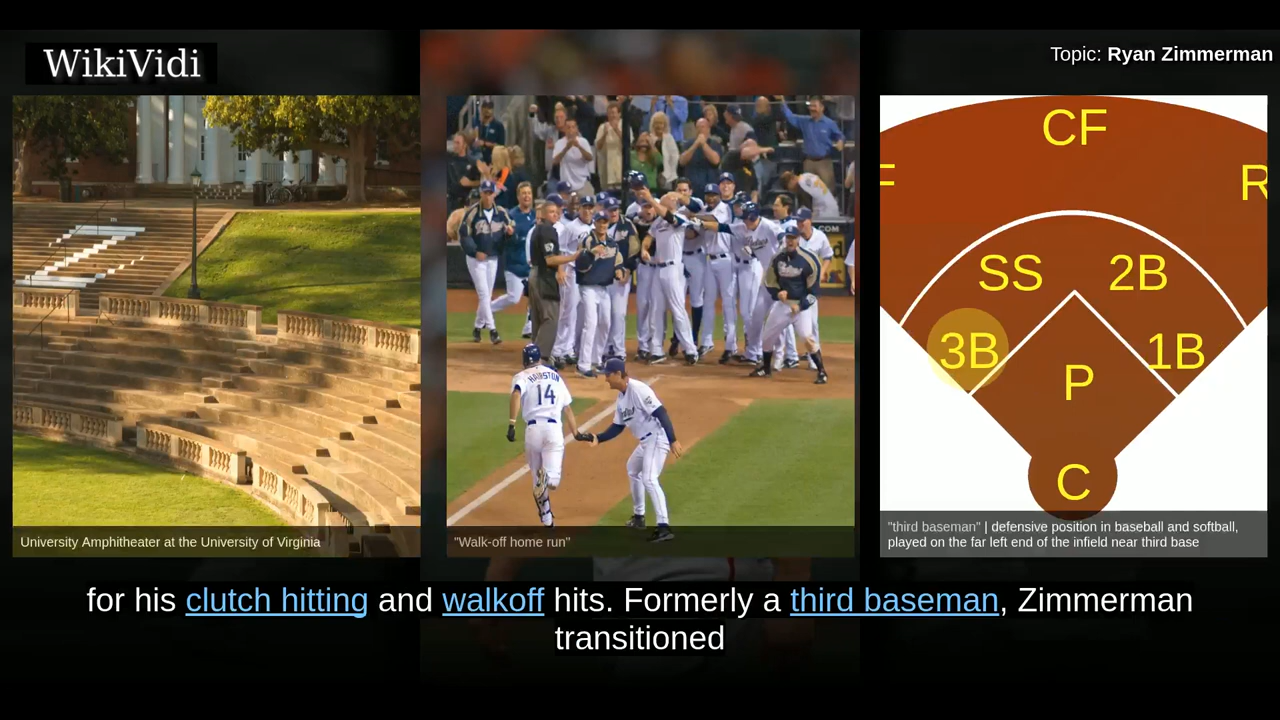 WikiVidi
Topic: Ryan Zimmerman
CF
F
R
SS 2B
3B 1B
P
C
HAIRSTON
14
.COM
University Amphitheater at the University of Virginia
"Walk-off home run"
"third baseman" | defensive position in baseball and softball,
played on the far left end of the infield near third base
for his clutch hitting and walkoff hits. Formerly a third baseman, Zimmerman
transitioned